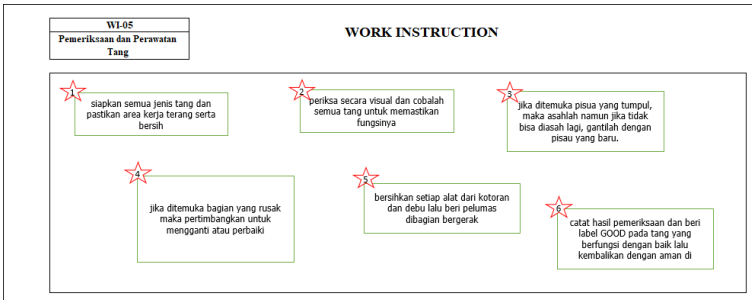 WI-05
Pemeriksaan dan Perawatan
Tang
WORK INSTRUCTION
1
siapkan semua jenis tang dan
pastikan area kerja terang serta
bersih
2
periksa secara visual dan cobalah
semua tang untuk memastikan
fungsinya
3
jika ditemuka pisua yang tumpul,
maka asahlah namun jika tidak
bisa diasah lagi, gantilah dengan
pisau yang baru.
4
jika ditemuka bagian yang rusak
maka pertimbangkan untuk
mengganti atau perbaiki
5
bersihkan setiap alat dari kotoran
dan debu lalu beri pelumas
dibagian bergerak
6
catat hasil pemeriksaan dan beri
label GOOD pada tang yang
berfungsi dengan baik lalu
kembalikan dengan aman di